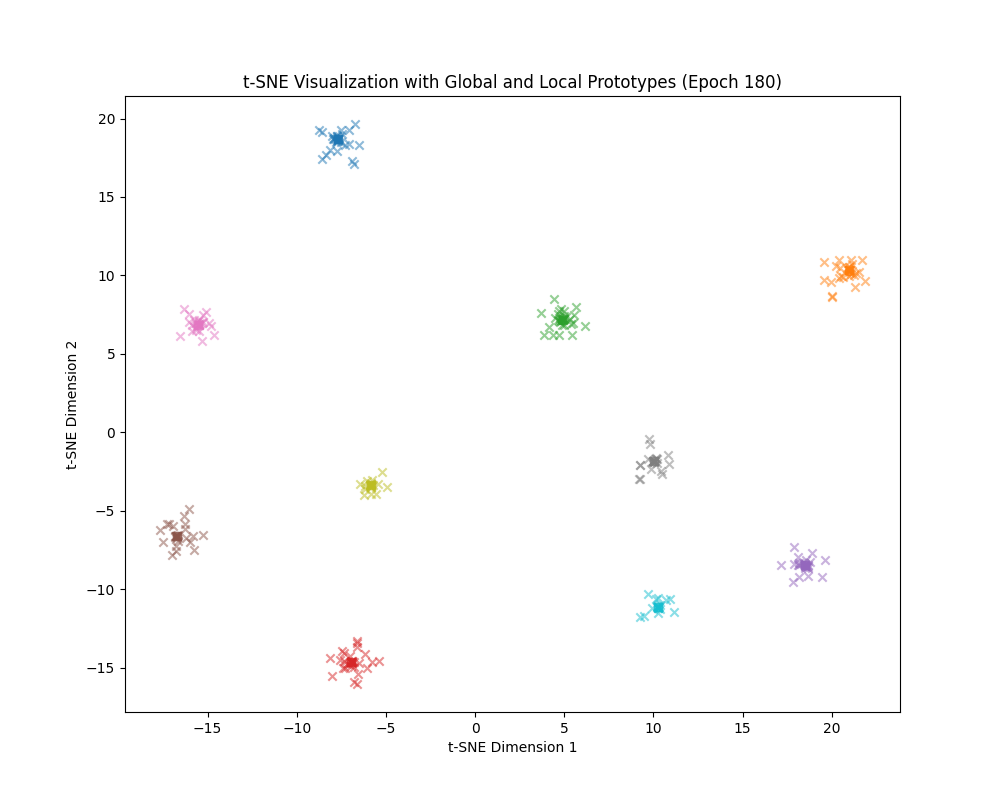 t-SNE Visualization with Global and Local Prototypes (Epoch 180)
20
15
10
5
0
−5
−10
−15
t-SNE Dimension 2
−15 −10 −5 0 5 10 15 20
t-SNE Dimension 1